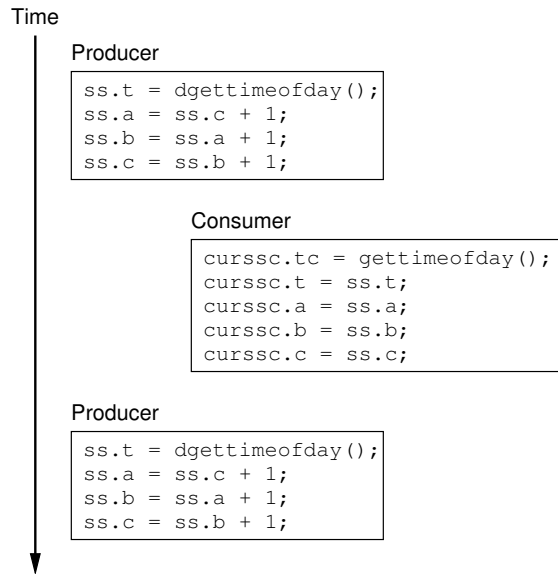 Time
Producer
ss.t = dgettimeofday();
ss.a = ss.c + 1;
ss.b = ss.a + 1;
ss.c = ss.b + 1;
Consumer
curssc.tc = gettimeofday();
curssc.t = ss.t;
curssc.a = ss.a;
curssc.b = ss.b;
curssc.c = ss.c;
Producer
ss.t = dgettimeofday();
ss.a = ss.c + 1;
ss.b = ss.a + 1;
ss.c = ss.b + 1;